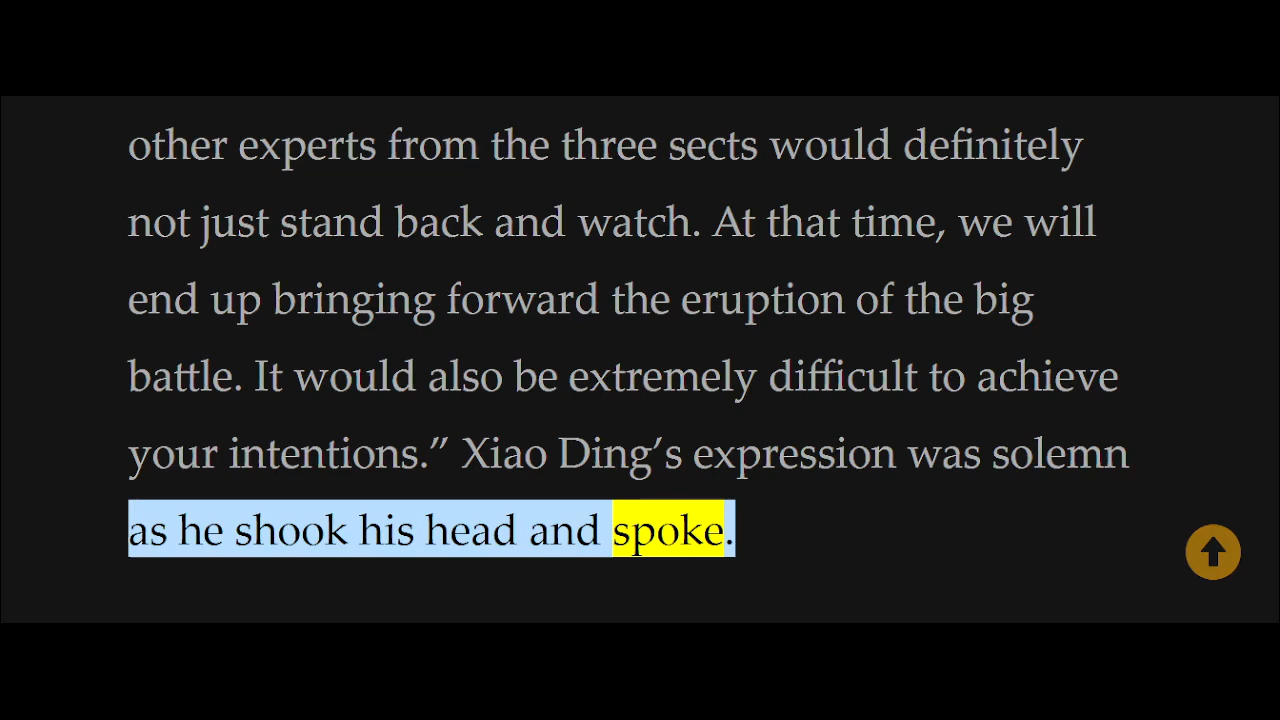 other experts from the three sects would definitely
not just stand back and watch. At that time, we will
end up bringing forward the eruption of the big
battle. It would also be extremely difficult to achieve
your intentions.” Xiao Ding’s expression was solemn
as he shook his head and spoke.